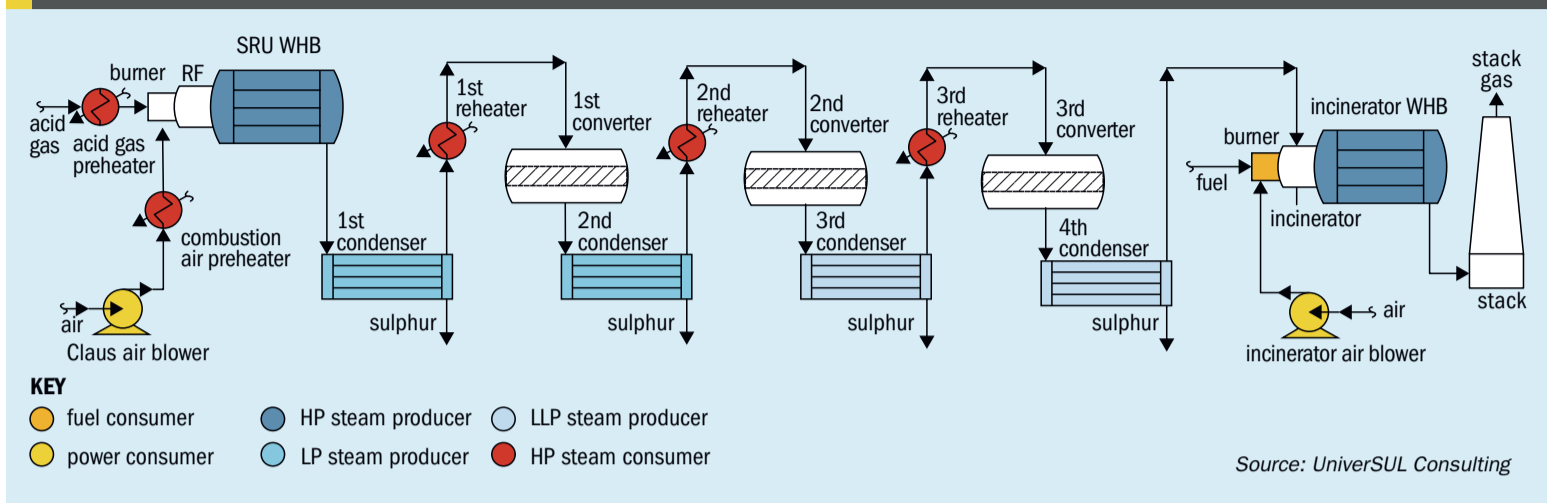 SRU WHB
burner
RF
acid
gas
acid gas
preheater
combustion
air preheater
air
Claus air blower
1st
condenser
sulphur
1st
reheater
1st
converter
2nd
condenser
sulphur
2nd
reheater
2nd
converter
3rd
condenser
sulphur
3rd
reheater
3rd
converter
4th
condenser
sulphur
burner
fuel
incinerator
incinerator WHB
air
incinerator air blower
stack
gas
stack
KEY
fuel consumer
HP steam producer
LLP steam producer
power consumer
LP steam producer
HP steam consumer
Source: UniverSUL Consulting